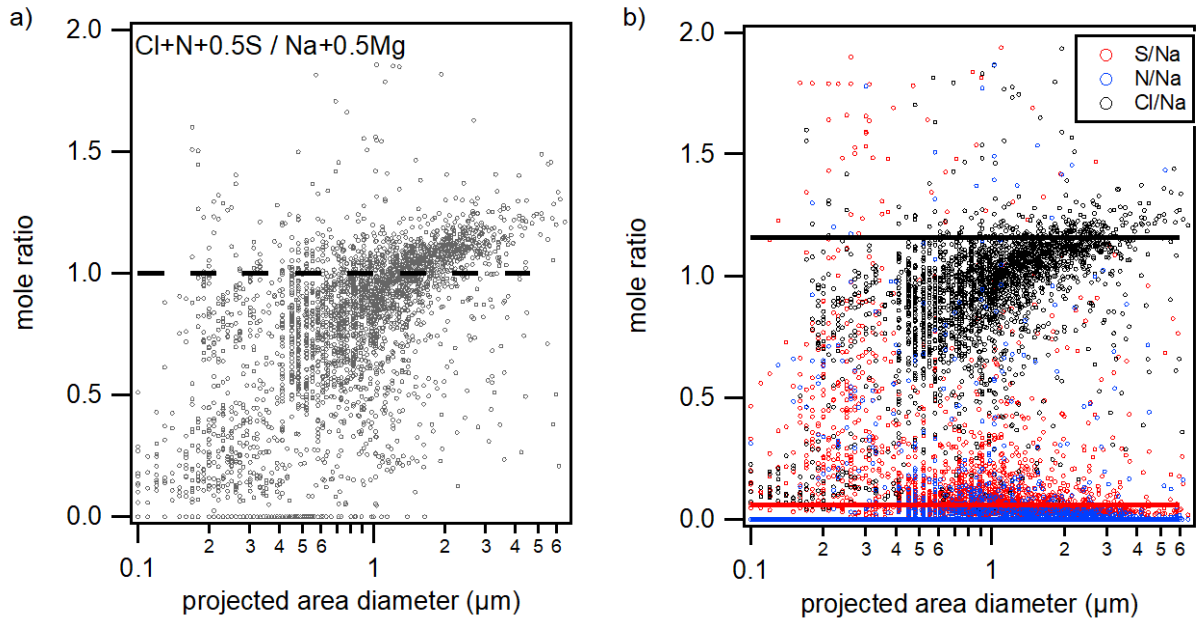 a)
Cl+N+0.5S / Na+0.5Mg
2.0
1.5
1.0
0.5
0.0
mole ratio
2 3 4 5 6 2 3 4 5 6
0.1 1
projected area diameter (µm)
b)
S/Na
N/Na
Cl/Na
2.0
1.5
1.0
0.5
0.0
mole ratio
2 3 4 5 6 2 3 4 5 6
0.1 1
projected area diameter (µm)